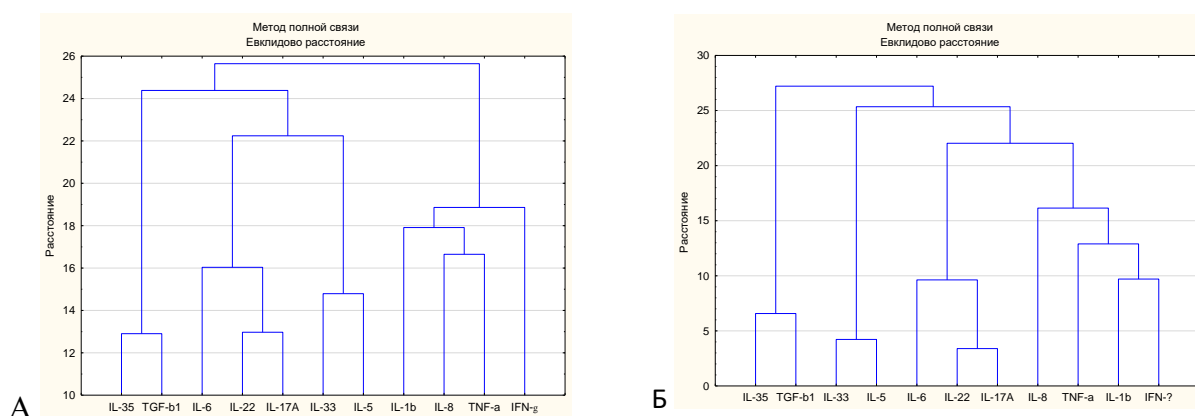 Метод полной связи
Евклидово расстояние
26
24
22
20
18
16
14
12
10
Расстояние
IL-35 TGF-b1 IL-6 IL-22 IL-17A IL-33 IL-5 IL-1b IL-8 TNF-a IFN-g
А
Метод полной связи
Евклидово расстояние
30
25
20
15
10
5
0
Расстояние
IL-35 TGF-b1 IL-33 IL-5 IL-6 IL-22 IL-17A IL-8 TNF-a IL-1b IFN-?
Б